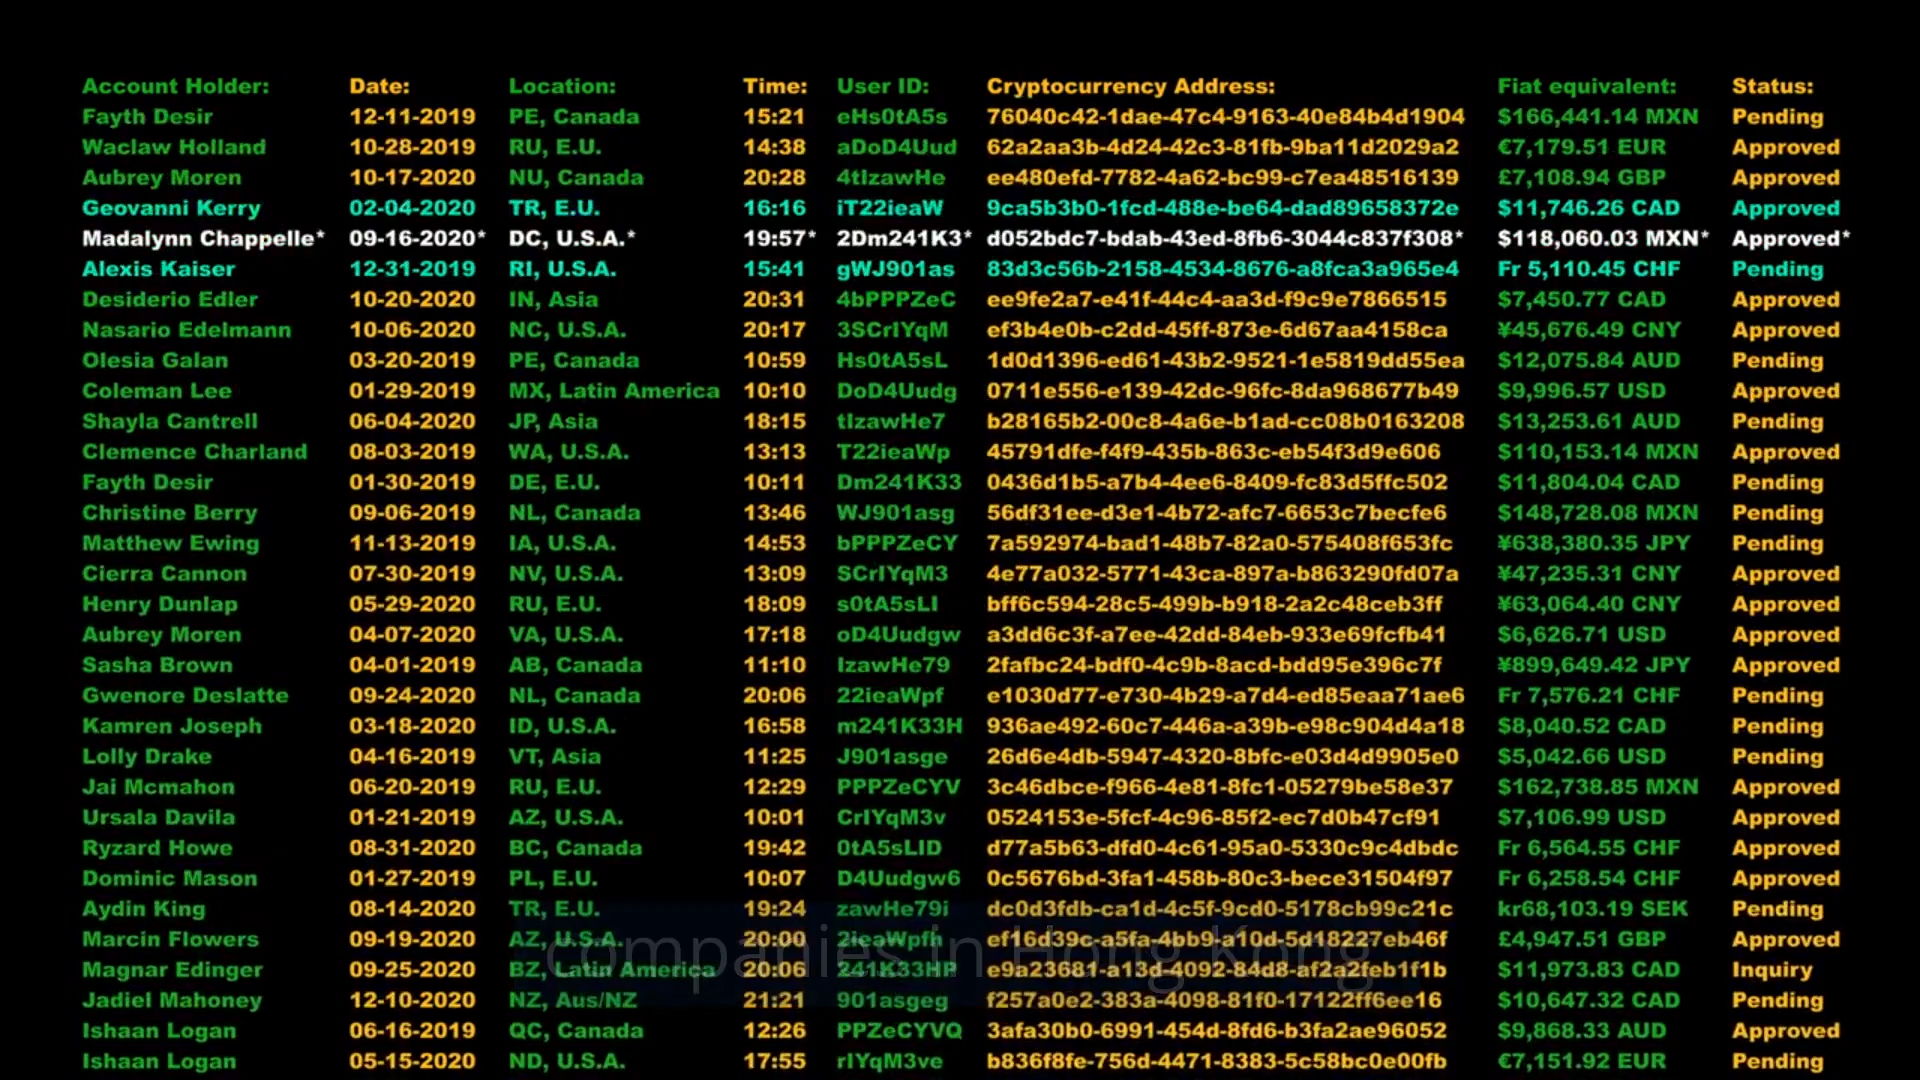 Account Holder: Date: Location: Time: User ID: Cryptocurrency Address: Fiat equivalent: Status:
Fayth Desir 12-11-2019 PE, Canada 15:21 eHs0tA5s 76040c42-1dae-47c4-9163-40e84b4d1904 $166,441.14 MXN Pending
Waclaw Holland 10-28-2019 RU, E.U. 14:38 aDoD4Uud 62a2aa3b-4d24-42c3-81fb-9ba11d2029a2 €7,179.51 EUR Approved
Aubrey Moren 10-17-2020 NU, Canada 20:28 4tIzawHe ee480efd-7782-4a62-bc99-c7ea48516139 £7,108.94 GBP Approved
Geovanni Kerry 02-04-2020 TR, E.U. 16:16 iT22ieaW 9ca5b3b0-1fcd-488e-be64-dad89658372e $11,746.26 CAD Approved
Madalynn Chappelle* 09-16-2020* DC, U.S.A.* 19:57* 2Dm241K3* d052bdc7-bdab-43ed-8fb6-3044c837f308* $118,060.03 MXN* Approved*
Alexis Kaiser 12-31-2019 RI, U.S.A. 15:41 gWJ901as 83d3c56b-2158-4534-8676-a8fca3a965e4 Fr 5,110.45 CHF Pending
Desiderio Edler 10-20-2020 IN, Asia 20:31 4bPPPZeC ee9fe2a7-e41f-44c4-aa3d-f9c9e7866515 $7,450.77 CAD Approved
Nasario Edelmann 10-06-2020 NC, U.S.A. 20:17 3SCrIYqM ef3b4e0b-c2dd-45ff-873e-6d67aa4158ca ¥45,676.49 CNY Approved
Olesia Galan 03-20-2019 PE, Canada 10:59 Hs0tA5sL 1d0d1396-ed61-43b2-9521-1e5819dd55ea $12,075.84 AUD Pending
Coleman Lee 01-29-2019 MX, Latin America 10:10 DoD4Uudg 0711e556-e139-42dc-96fc-8da968677b49 $9,996.57 USD Approved
Shayla Cantrell 06-04-2020 JP, Asia 18:15 tIzawHe7 b28165b2-00c8-4a6e-b1ad-cc08b0163208 $13,253.61 AUD Pending
Clemence Charland 08-03-2019 WA, U.S.A. 13:13 T22ieaWp 45791dfe-f4f9-435b-863c-eb54f3d9e606 $110,153.14 MXN Approved
Fayth Desir 01-30-2019 DE, E.U. 10:11 Dm241K33 0436d1b5-a7b4-4ee6-8409-fc83d5ffc502 $11,804.04 CAD Pending
Christine Berry 09-06-2019 NL, Canada 13:46 WJ901asg 56df31ee-d3e1-4b72-afc7-6653c7becfe6 $148,728.08 MXN Pending
Matthew Ewing 11-13-2019 IA, U.S.A. 14:53 bPPPZeCY 7a592974-bad1-48b7-82a0-575408f653fc ¥638,380.35 JPY Pending
Cierra Cannon 07-30-2019 NV, U.S.A. 13:09 SCrIYqM3 4e77a032-5771-43ca-897a-b863290fd07a ¥47,235.31 CNY Approved
Henry Dunlap 05-29-2020 RU, E.U. 18:09 s0tA5sLI bff6c594-28c5-499b-b918-2a2c48ceb3ff ¥63,064.40 CNY Approved
Aubrey Moren 04-07-2020 VA, U.S.A. 17:18 oD4Uudgw a3dd6c3f-a7ee-42dd-84eb-933e69fcfb41 $6,626.71 USD Approved
Sasha Brown 04-01-2019 AB, Canada 11:10 IzawHe79 2fafbc24-bdf0-4c9b-8acd-bdd95e396c7f ¥899,649.42 JPY Approved
Gwenore Deslatte 09-24-2020 NL, Canada 20:06 22ieaWpf e1030d77-e730-4b29-a7d4-ed85eaa71ae6 Fr 7,576.21 CHF Pending
Kamren Joseph 03-18-2020 ID, U.S.A. 16:58 m241K33H 936ae492-60c7-446a-a39b-e98c904d4a18 $8,040.52 CAD Pending
Lolly Drake 04-16-2019 VT, Asia 11:25 J901asge 26d6e4db-5947-4320-8bfc-e03d4d9905e0 $5,042.66 USD Pending
Jai Mcmahon 06-20-2019 RU, E.U. 12:29 PPPZeCYV 3c46dbce-f966-4e81-8fc1-05279be58e37 $162,738.85 MXN Approved
Ursala Davila 01-21-2019 AZ, U.S.A. 10:01 CrIYqM3v 0524153e-5fcf-4c96-85f2-ec7d0b47cf91 $7,106.99 USD Approved
Ryzard Howe 08-31-2020 BC, Canada 19:42 0tA5sLID d77a5b63-dfd0-4c61-95a0-5330c9c4dbdc Fr 6,564.55 CHF Approved
Dominic Mason 01-27-2019 PL, E.U. 10:07 D4Uudgw6 0c5676bd-3fa1-458b-80c3-bece31504f97 Fr 6,258.54 CHF Approved
Aydin King 08-14-2020 TR, E.U. 19:24 zawHe79i dc0d3fdb-ca1d-4c5f-9cd0-5178cb99c21c kr68,103.19 SEK Pending
Marcin Flowers 09-19-2020 AZ, U.S.A. 20:00 2ieaWpfh ef16d39c-a5fa-4bb9-a10d-5d18227eb46f £4,947.51 GBP Approved
companies in Hong Kong
Magnar Edinger 09-25-2020 BZ, Latin America 20:06 241K33HP e9a23681-a13d-4092-84d8-af2a2feb1f1b $11,973.83 CAD Inquiry
Jadiel Mahoney 12-10-2020 NZ, Aus/NZ 21:21 901asgeg f257a0e2-383a-4098-81f0-17122ff6ee16 $10,647.32 CAD Pending
Ishaan Logan 06-16-2019 QC, Canada 12:26 PPZeCYVQ 3afa30b0-6991-454d-8fd6-b3fa2ae96052 $9,868.33 AUD Approved
Ishaan Logan 05-15-2020 ND, U.S.A. 17:55 rIYqM3ve b836f8fe-756d-4471-8383-5c58bc0e00fb €7,151.92 EUR Pending